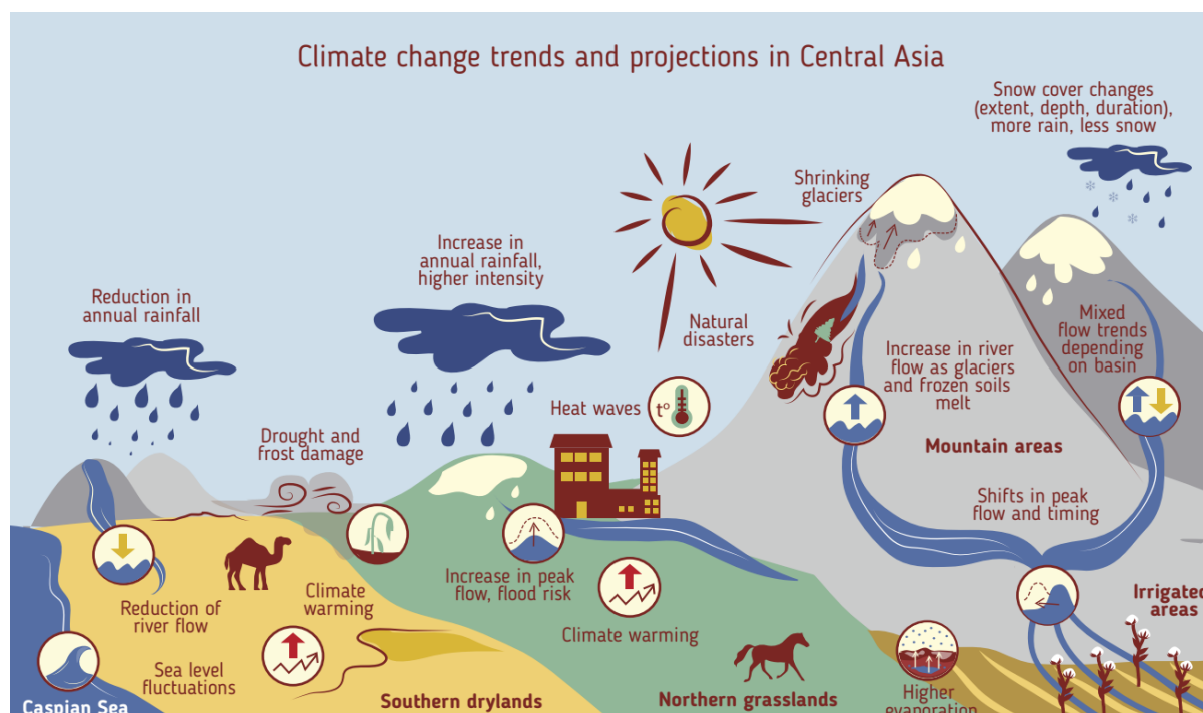 Climate change trends and projections in Central Asia
Snow cover changes
(extent, depth, duration),
more rain, less snow
Shrinking
glaciers
Increase in
annual rainfall,
higher intensity
Reduction in
annual rainfall
Natural
disasters
Mixed
flow trends
depending
on basin
Increase in river
flow as glaciers
and frozen soils
melt
Heat waves
t°
Drought and
frost damage
Mountain areas
Shifts in peak
flow and timing
Increase in peak
flow, flood risk
Climate
warming
Reduction of
river flow
Climate warming
Irrigated
areas
Sea level
fluctuations
Caspian Sea
Southern drylands
Northern grasslands
Higher
evaporation